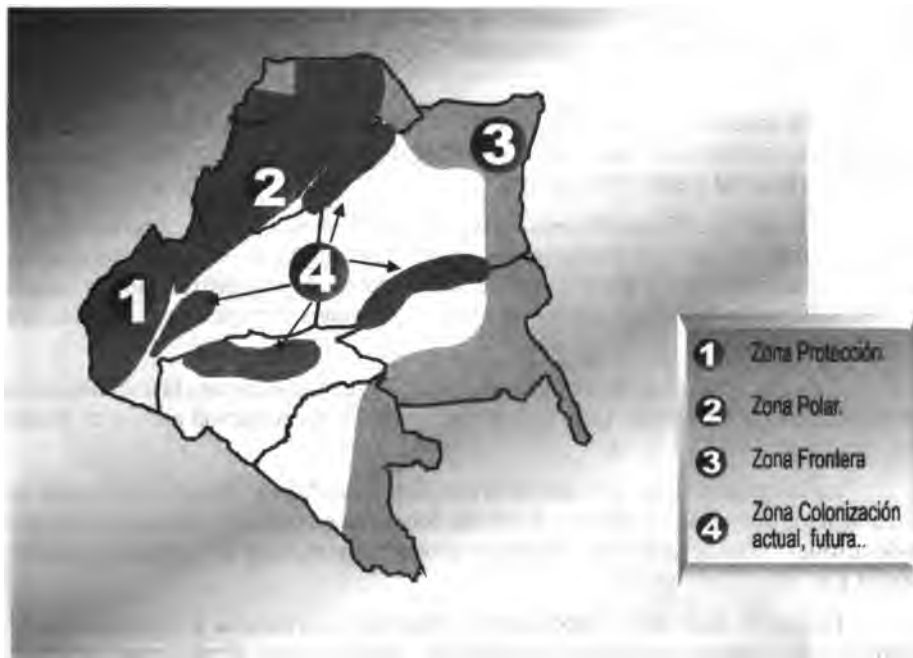 2
3
4
1
1 Zona Protección
2 Zona Polar.
3 Zona Frontera
4 Zona Colonización
actual, futura..